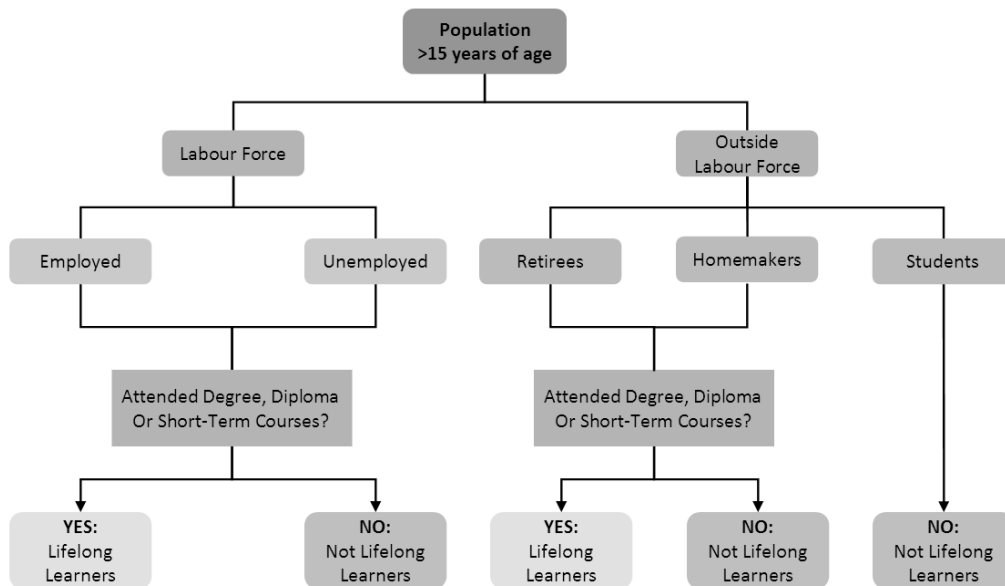 Population
>15 years of age
Labour Force
Outside
Labour Force
Employed
Unemployed
Retirees
Homemakers
Students
Attended Degree, Diploma
Or Short-Term Courses?
Attended Degree, Diploma
Or Short-Term Courses?
YES:
Lifelong
Learners
NO:
Not Lifelong
Learners
YES:
Lifelong
Learners
NO:
Not Lifelong
Learners
NO:
Not Lifelong
Learners